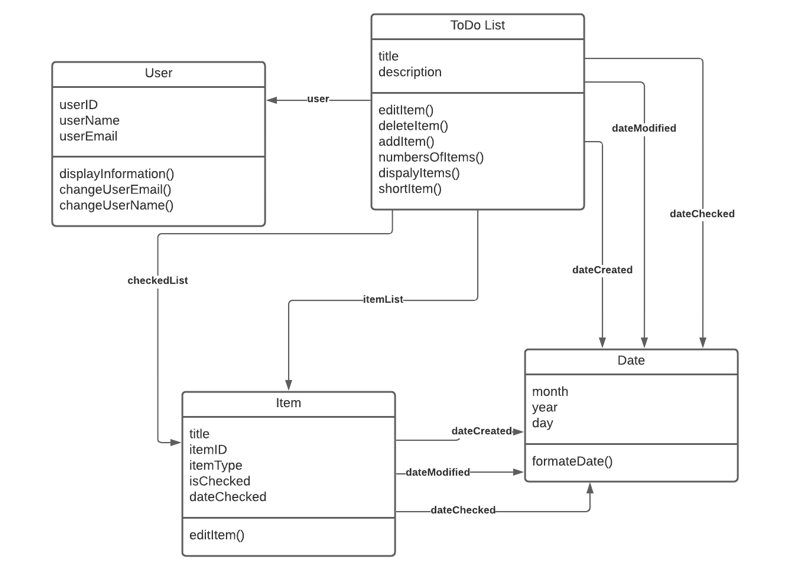 ToDo List
title
description
editItem()
deleteItem()
addItem()
numbersOfItems()
dispalyItems()
shortItem()
User
userID
userName
userEmail
displayInformation()
changeUserEmail()
changeUserName()
user
dateModified
dateChecked
dateCreated
checkedList
itemList
Date
month
year
day
formateDate()
Item
title
itemID
itemType
isChecked
dateChecked
editItem()
dateCreated
dateModified
dateChecked